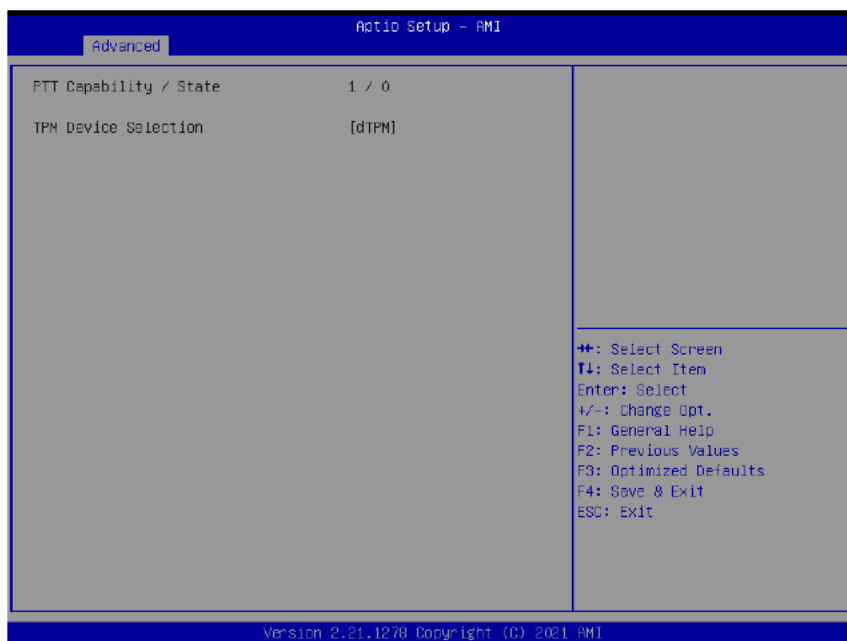 Aptio Setup – AMI
Advanced
PTT Capability / State 1 / 0
TPM Device Selection [dTPM]
→←: Select Screen
↑↓: Select Item
Enter: Select
+/-: Change Opt.
F1: General Help
F2: Previous Values
F3: Optimized Defaults
F4: Save & Exit
ESC: Exit
Version 2.21.1278 Copyright (C) 2021 AMI